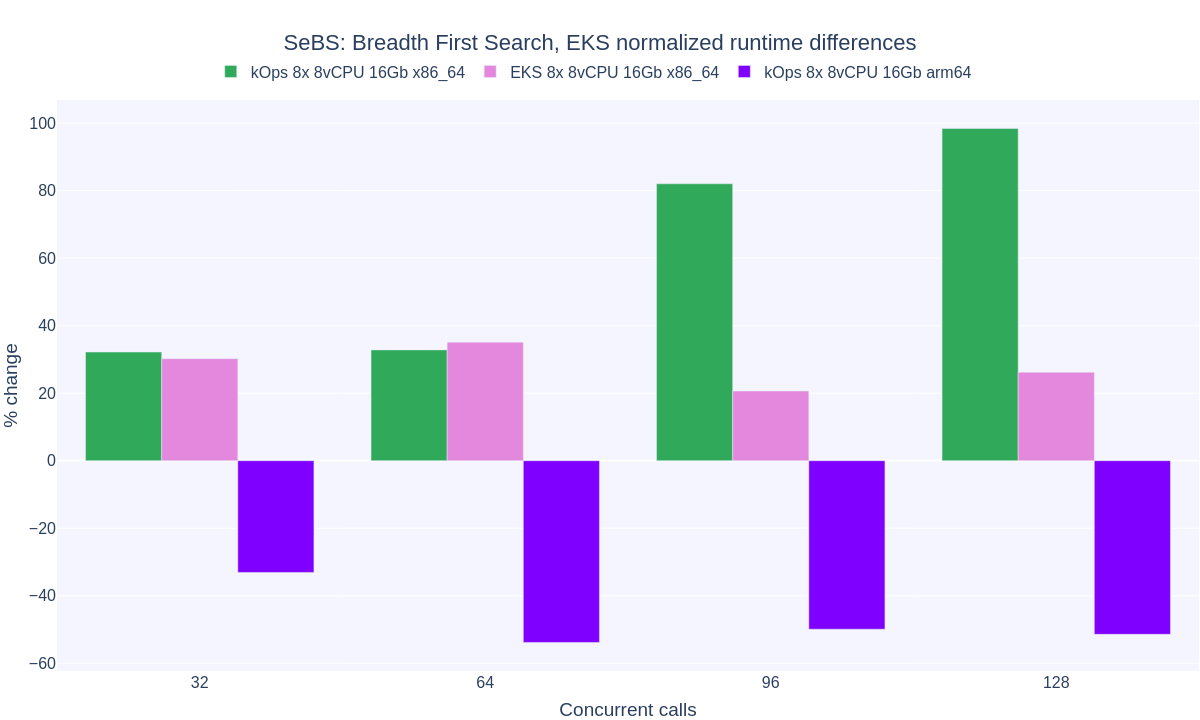 SeBS: Breadth First Search, EKS normalized runtime differences
kOps 8x 8vCPU 16Gb x86_64 EKS 8x 8vCPU 16Gb x86_64 kOps 8x 8vCPU 16Gb arm64
100
80
60
40
20
0
−20
−40
−60
% change
32 64 96 128
Concurrent calls